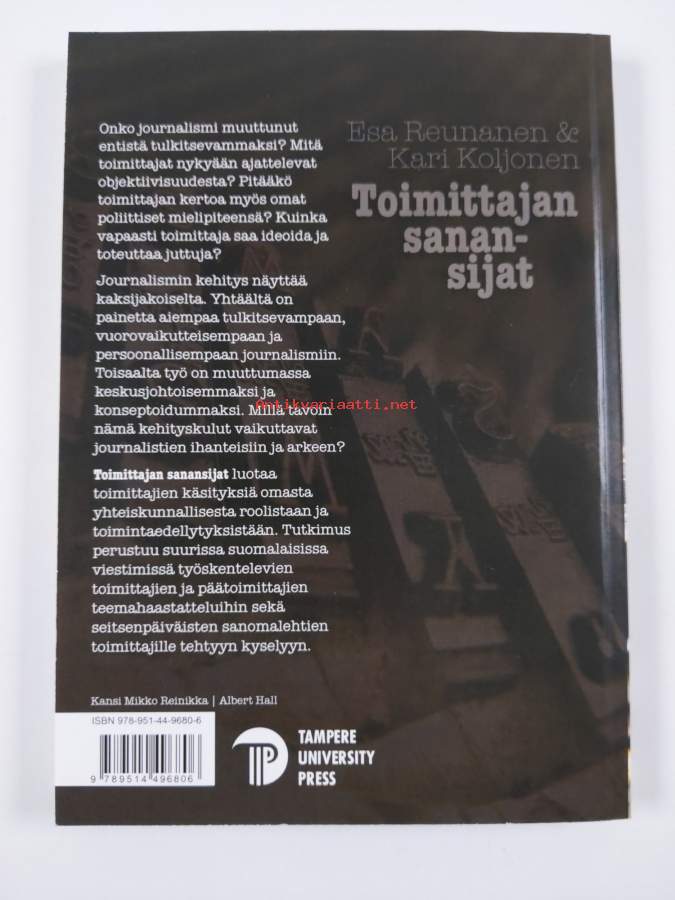 Onko journalismi muuttunut
entistä tulkitsevammaksi? Mitä
toimittajat nykyään ajattelevat
objektiivisuudesta? Pitääkö
toimittajan kertoa myös omat
poliittiset mielipiteensä? Kuinka
vapaasti toimittaja saa ideoida ja
toteuttaa juttuja?
Journalismin kehitys näyttää
kaksijakoiselta. Yhtäältä on
painetta aiempaa tulkitsevampaan,
vuorovaikutteisempaan ja
persoonallisempaan journalismiin.
Toisaalta työ on muuttumassa
keskusjohtoisemmaksi ja
konseptoidummaksi. Millä tavoin
nämä kehityskulut vaikuttavat
journalistien ihanteisiin ja arkeen?
Toimittajan sanansijat luotaa
toimittajien käsityksiä omasta
yhteiskunnallisesta roolistaan ja
toimintaedellytyksistään. Tutkimus
perustuu suurissa suomalaisissa
viestimissä työskentelevien
toimittajien ja päätoimittajien
teemahaastatteluihin sekä
seitsenpäiväisten sanomalehtien
toimittajille tehtyyn kyselyyn.
Esa Reunanen &
Kari Koljonen
Toimittajan
sanan-
sijat
Antikvariaatti.net
Kansi Mikko Reinikka | Albert Hall
ISBN 978-951-44-9680-6
9 789514 496806
TAMPERE
UNIVERSITY
PRESS